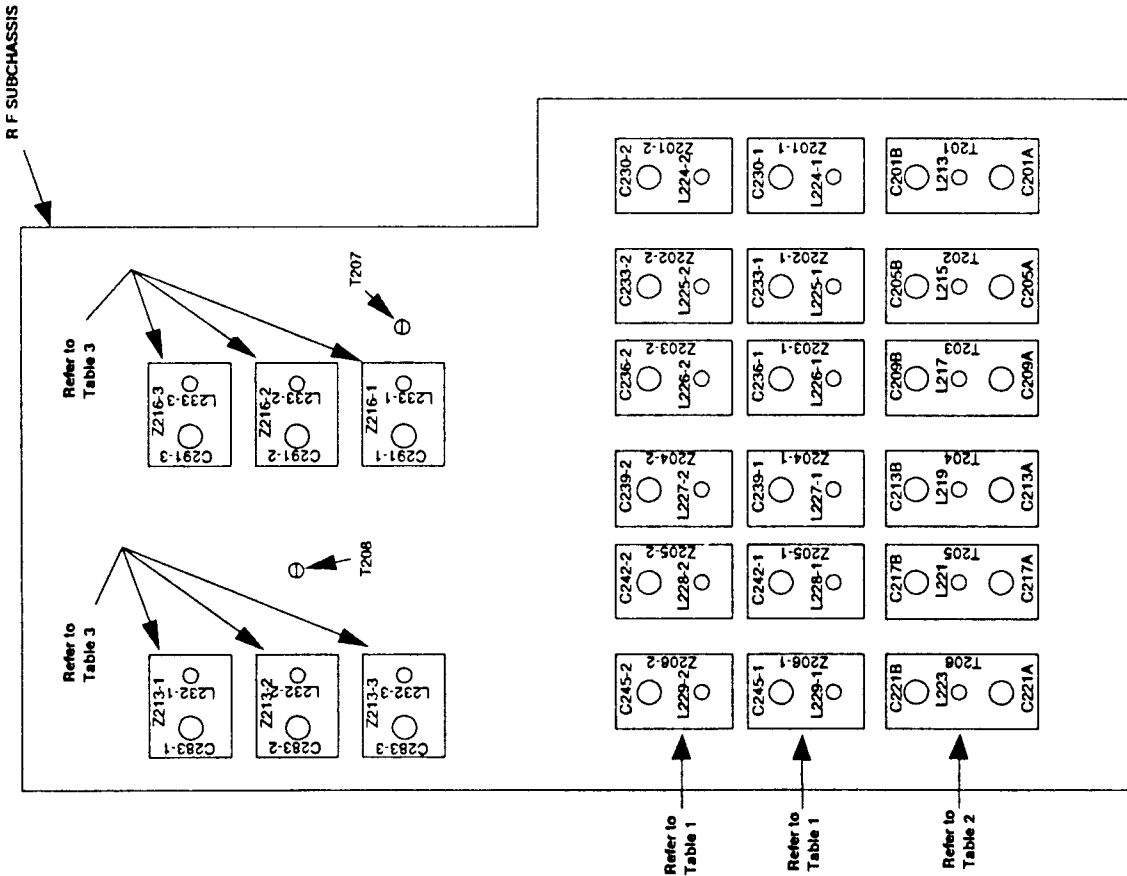 R F SUBCHASSIS
Refer to
Table 3
Z216-3
L233-3
C291-3
Z216-2
L233-2
C291-2
Z216-1
L233-1
C291-1
T207
Refer to
Table 3
Z213-1
L232-1
C283-1
Z213-2
L232-2
C283-2
Z213-3
L232-3
C283-3
T208
C230-2
L224-2
Z201-2
C233-2
L225-2
Z202-2
C236-2
L226-2
Z203-2
C239-2
L227-2
Z204-2
C242-2
L228-2
Z205-2
C245-2
L229-2
Z206-2
Refer to
Table 1
C230-1
L224-1
Z201-1
C233-1
L225-1
Z202-1
C236-1
L226-1
Z203-1
C239-1
L227-1
Z204-1
C242-1
L228-1
Z205-1
C245-1
L229-1
Z206-1
Refer to
Table 1
C201B
L213
T201
C201A
C205B
L215
T202
C205A
C209B
L217
T203
C209A
C213B
L219
T204
C213A
C217B
L221
T205
C217A
C221B
L223
T206
C221A
Refer to
Table 2